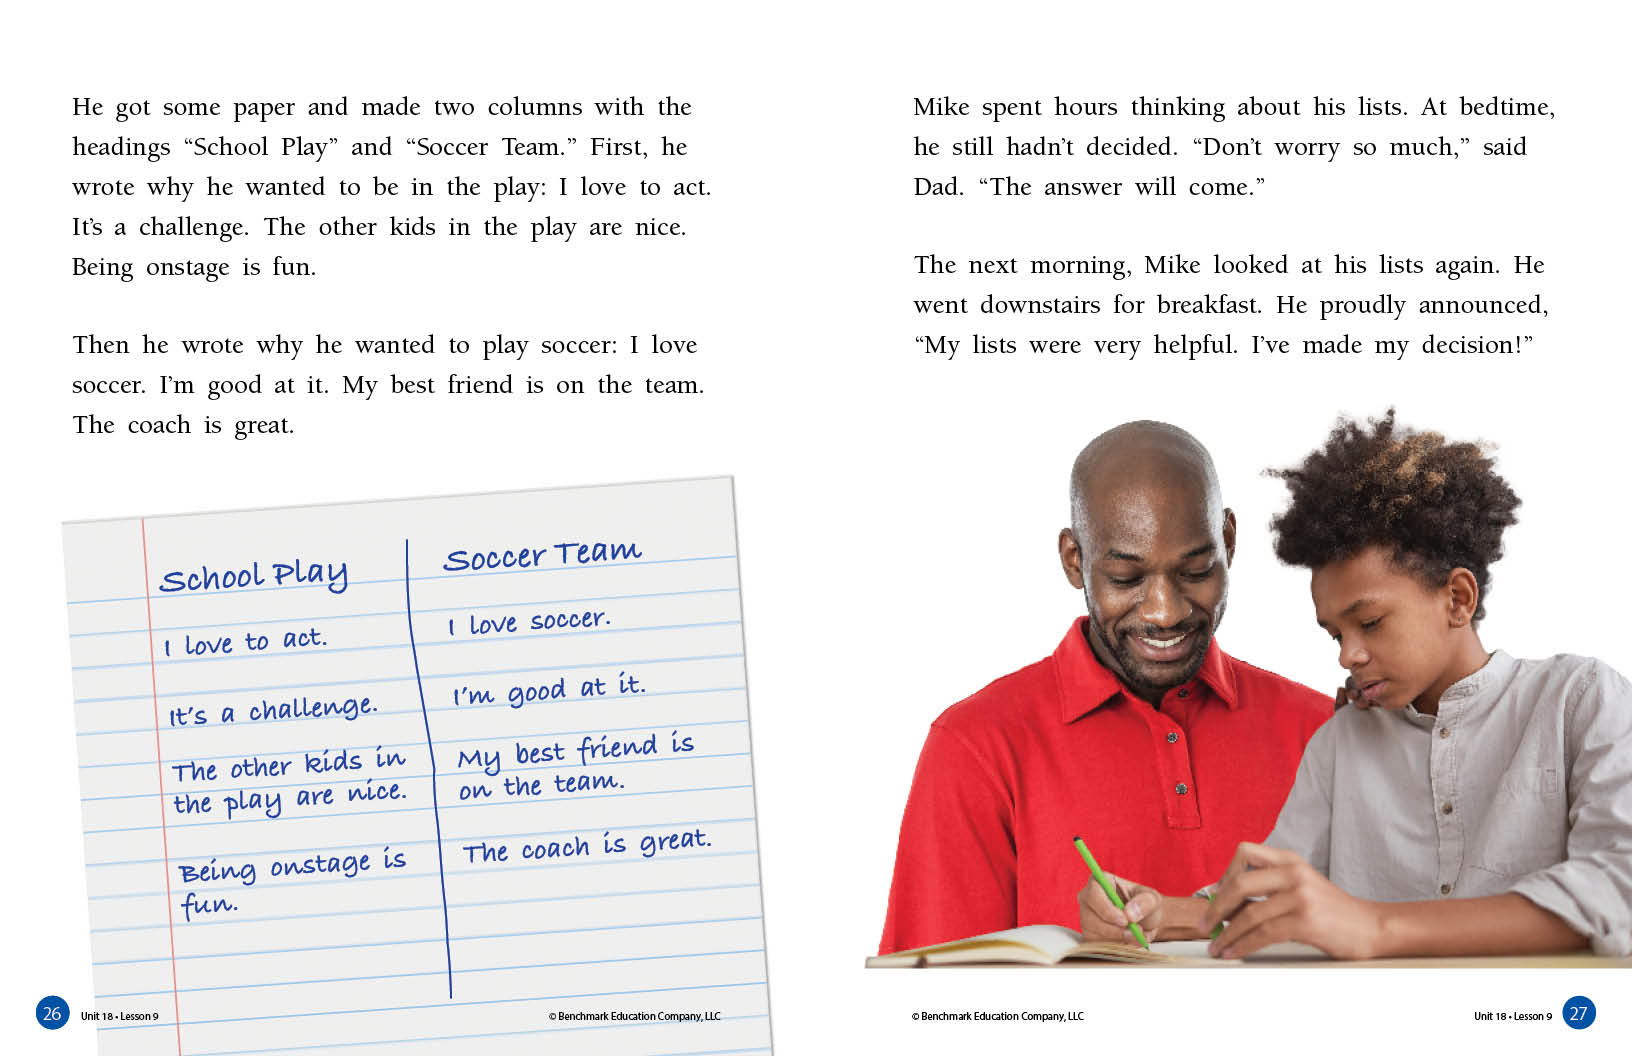 He got some paper and made two columns with the
headings “School Play” and “Soccer Team.” First, he
wrote why he wanted to be in the play: I love to act.
It’s a challenge. The other kids in the play are nice.
Being onstage is fun.
Then he wrote why he wanted to play soccer: I love
soccer. I’m good at it. My best friend is on the team.
The coach is great.
School Play
I love to act.
It’s a challenge.
The other kids in
the play are nice.
Being onstage is
fun.
Soccer Team
I love soccer.
I’m good at it.
My best friend is
on the team.
The coach is great.
26 Unit 18 • Lesson 9
© Benchmark Education Company, LLC
Mike spent hours thinking about his lists. At bedtime,
he still hadn’t decided. “Don’t worry so much,” said
Dad. “The answer will come.”
The next morning, Mike looked at his lists again. He
went downstairs for breakfast. He proudly announced,
“My lists were very helpful. I’ve made my decision!”
© Benchmark Education Company, LLC
Unit 18 • Lesson 9 27